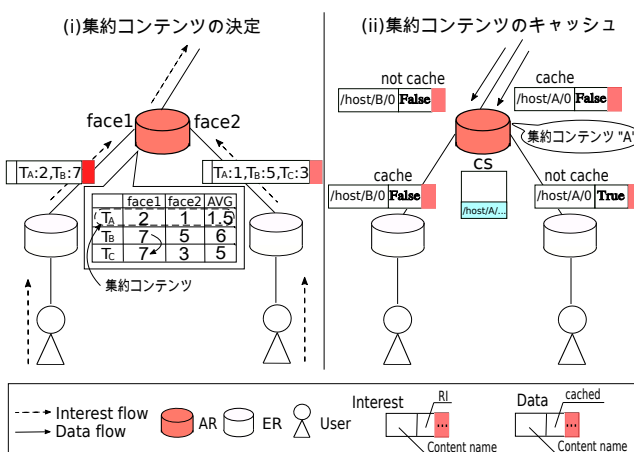 (i)集約コンテンツの決定
(ii)集約コンテンツのキャッシュ
not cache
cache
/host/B/0 False
/host/A/0 False
face1
face2
集約コンテンツ "A"
TA:2,TB:7
TA:1,TB:5,TC:3
cs
cache
not cache
/host/B/0 False
/host/A/0 True
/host/A/...
face1 face2 AVG
TA 2 1 1.5
TB 7 5 6
TC 7 3 5
集約コンテンツ
Interest flow
Data flow
AR
ER
User
Interest
RI
...
Content name
Data
cached
...
Content name